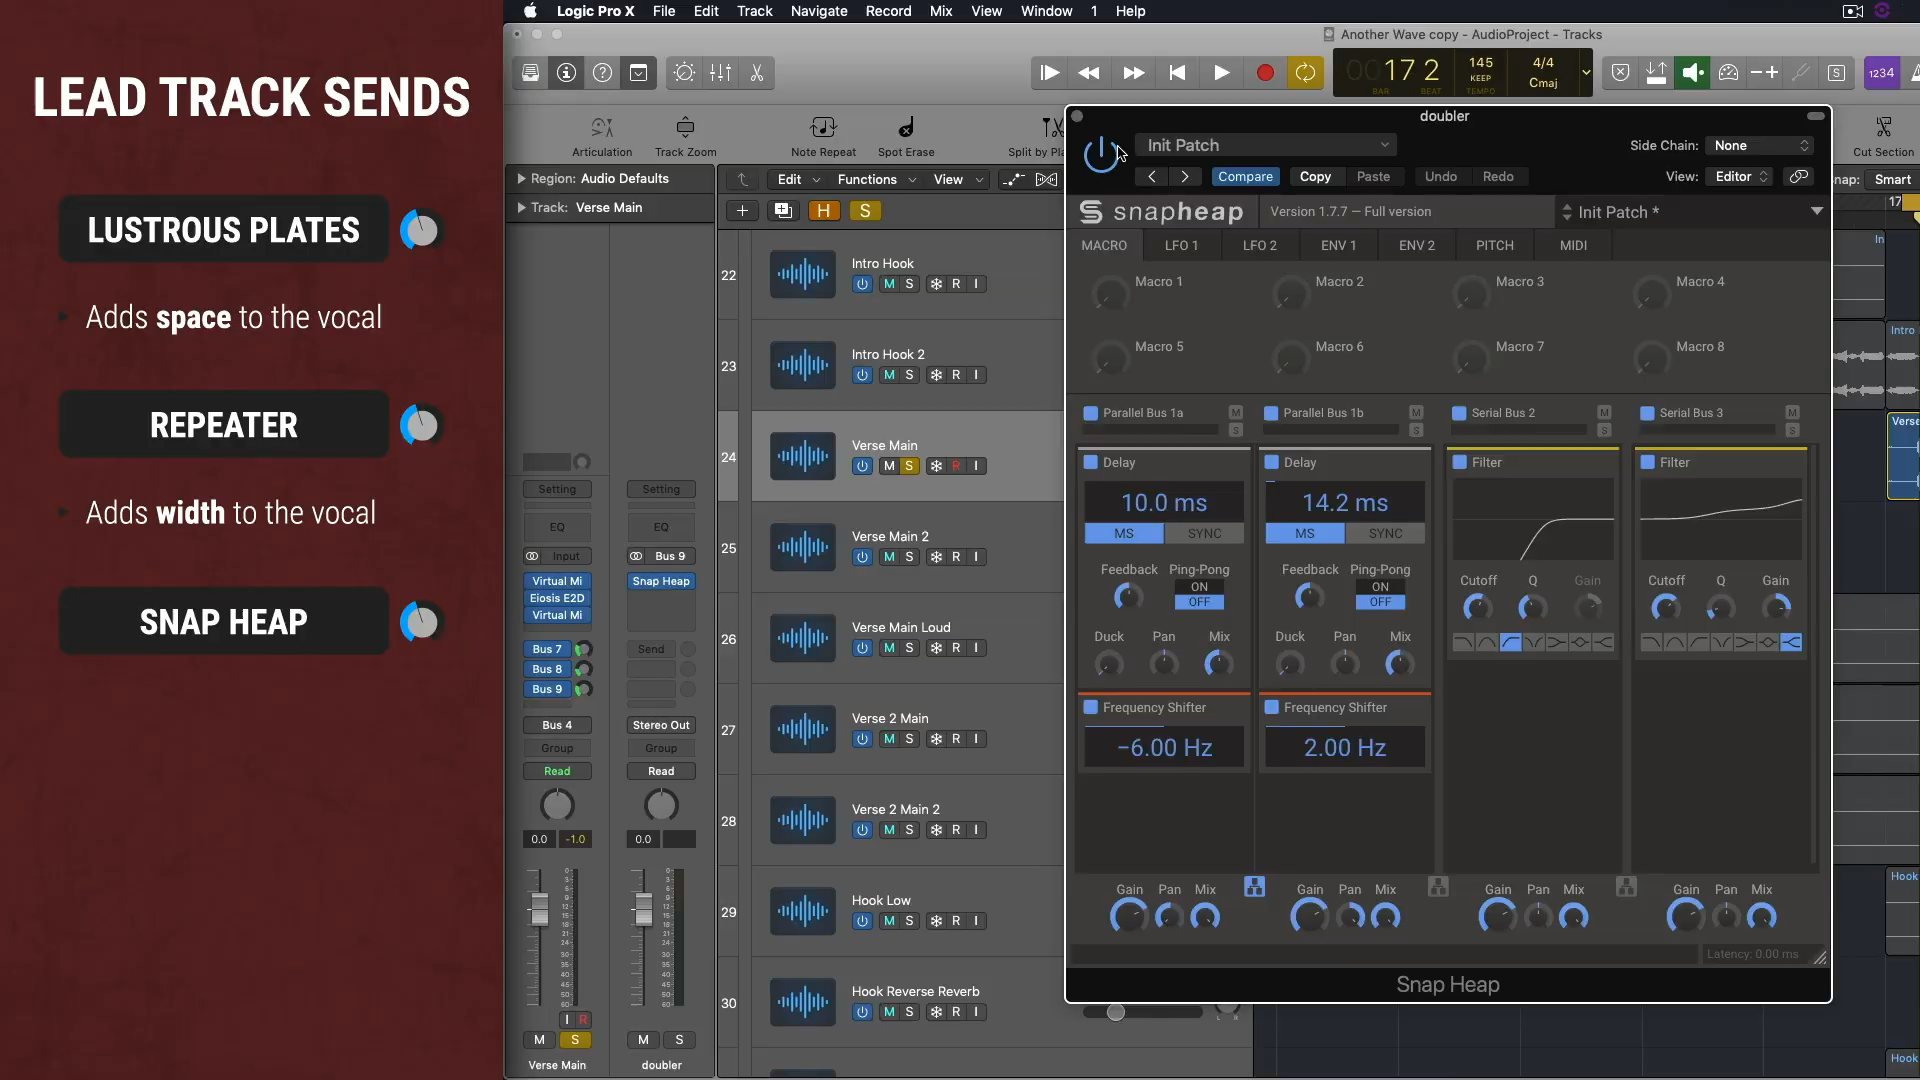 LEAD TRACK SENDS
LUSTROUS PLATES
Adds space to the vocal
REPEATER
Adds width to the vocal
SNAP HEAP
Logic Pro X File Edit Track Navigate Record Mix View Window 1 Help
Another Wave copy - AudioProject - Tracks
00 17 2
BAR BEAT
145
KEEP
TEMPO
4/4
Cmaj
S
1234
Articulation
Track Zoom
Note Repeat
Spot Erase
Split by Pla
Cut Section
Region: Audio Defaults
Track: Verse Main
Edit Functions View
nap: Smart
H S
17
22 Intro Hook
M S R I
23 Intro Hook 2
M S R I
24 Verse Main
M S R I
25 Verse Main 2
M S R I
26 Verse Main Loud
M S R I
27 Verse 2 Main
M S R I
28 Verse 2 Main 2
M S R I
29 Hook Low
M S R I
30 Hook Reverse Reverb
M S R I
Setting Setting
EQ EQ
Input Bus 9
Virtual Mi Snap Heap
Eiosis E2D
Virtual Mi
Bus 7 Send
Bus 8
Bus 9
Bus 4 Stereo Out
Group Group
Read Read
0.0 -1.0 0.0
I R
M S M S
Verse Main doubler
doubler
Init Patch
Side Chain: None
Compare Copy Paste Undo Redo
View: Editor
snapheap Version 1.7.7 — Full version Init Patch *
MACRO LFO 1 LFO 2 ENV 1 ENV 2 PITCH MIDI
Macro 1 Macro 2 Macro 3 Macro 4
Macro 5 Macro 6 Macro 7 Macro 8
Parallel Bus 1a M S
Parallel Bus 1b M S
Serial Bus 2 M S
Serial Bus 3 M S
Delay Delay Filter Filter
10.0 ms 14.2 ms
MS SYNC MS SYNC
Feedback Ping-Pong Feedback Ping-Pong
ON ON
OFF OFF
Cutoff Q Gain Cutoff Q Gain
Duck Pan Mix Duck Pan Mix
Frequency Shifter Frequency Shifter
−6.00 Hz 2.00 Hz
Gain Pan Mix Gain Pan Mix Gain Pan Mix Gain Pan Mix
Latency: 0.00 ms
Snap Heap
L R
In
Intro
Verse
Hook
Hook